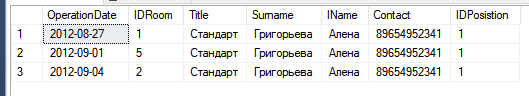 OperationDate IDRoom Title Surname IName Contact IDPosistion
1 2012-08-27 1 Стандарт Григорьева Алена 89654952341 1
2 2012-09-01 5 Стандарт Григорьева Алена 89654952341 1
3 2012-09-04 2 Стандарт Григорьева Алена 89654952341 1